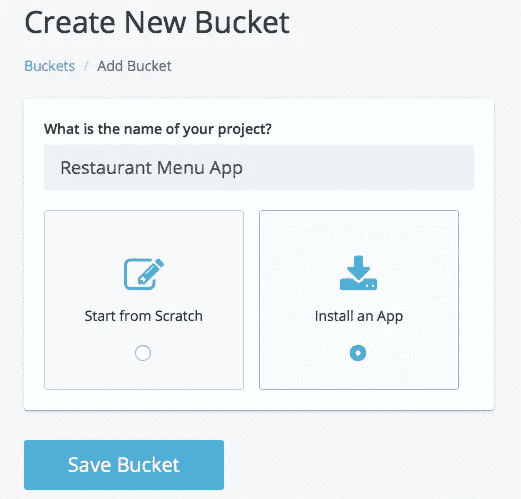 Create New Bucket
Buckets / Add Bucket
What is the name of your project?
Restaurant Menu App
Start from Scratch
Install an App
Save Bucket